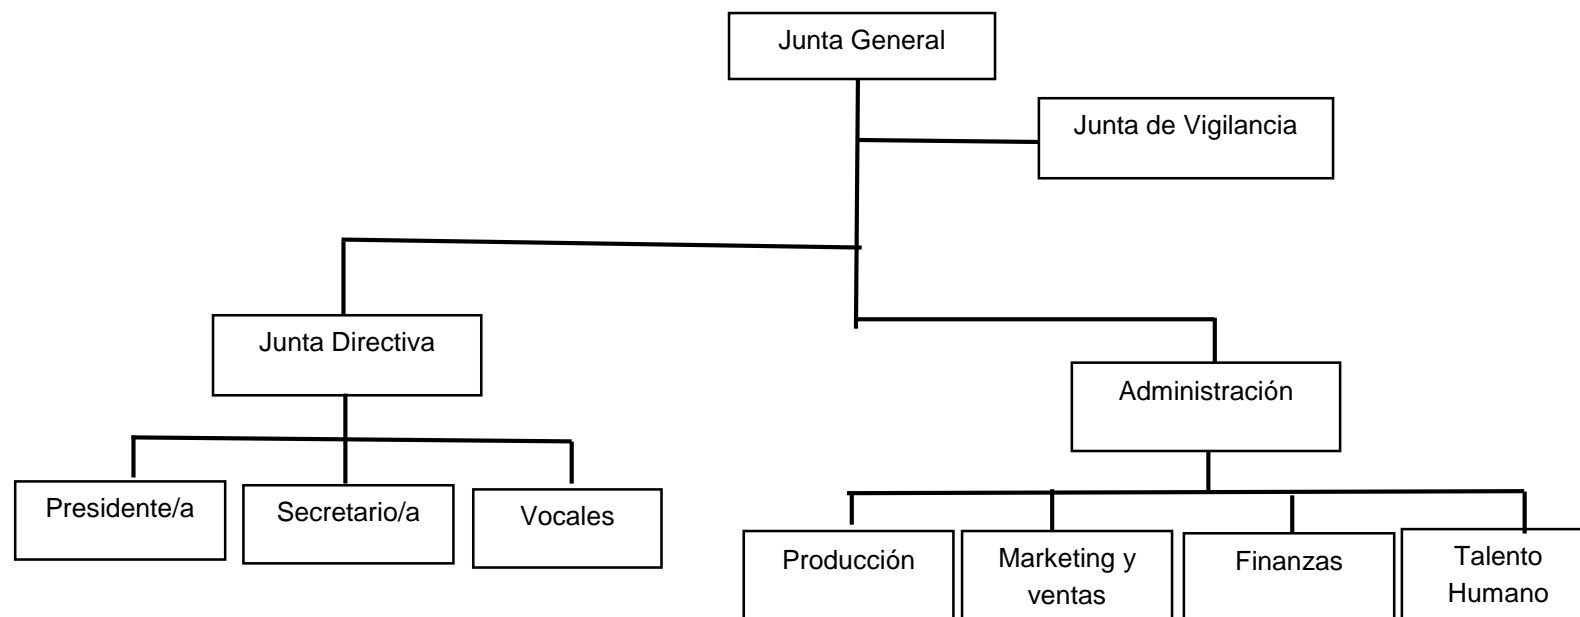 Junta General
Junta de Vigilancia
Junta Directiva
Administración
Presidente/a
Secretario/a
Vocales
Producción
Marketing y
ventas
Finanzas
Talento
Humano